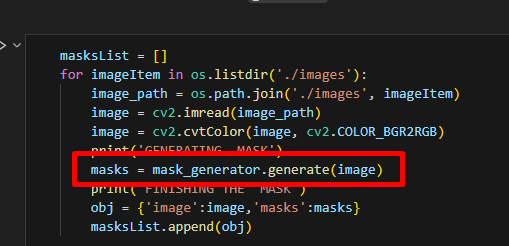 masksList = []
for imageItem in os.listdir('./images'):
    image_path = os.path.join('./images', imageItem)
    image = cv2.imread(image_path)
    image = cv2.cvtColor(image, cv2.COLOR_BGR2RGB)
    print('GENERATING  MASK')
    masks = mask_generator.generate(image)
    print('FINISHING THE  MASK')
    obj = {'image':image,'masks':masks}
    masksList.append(obj)